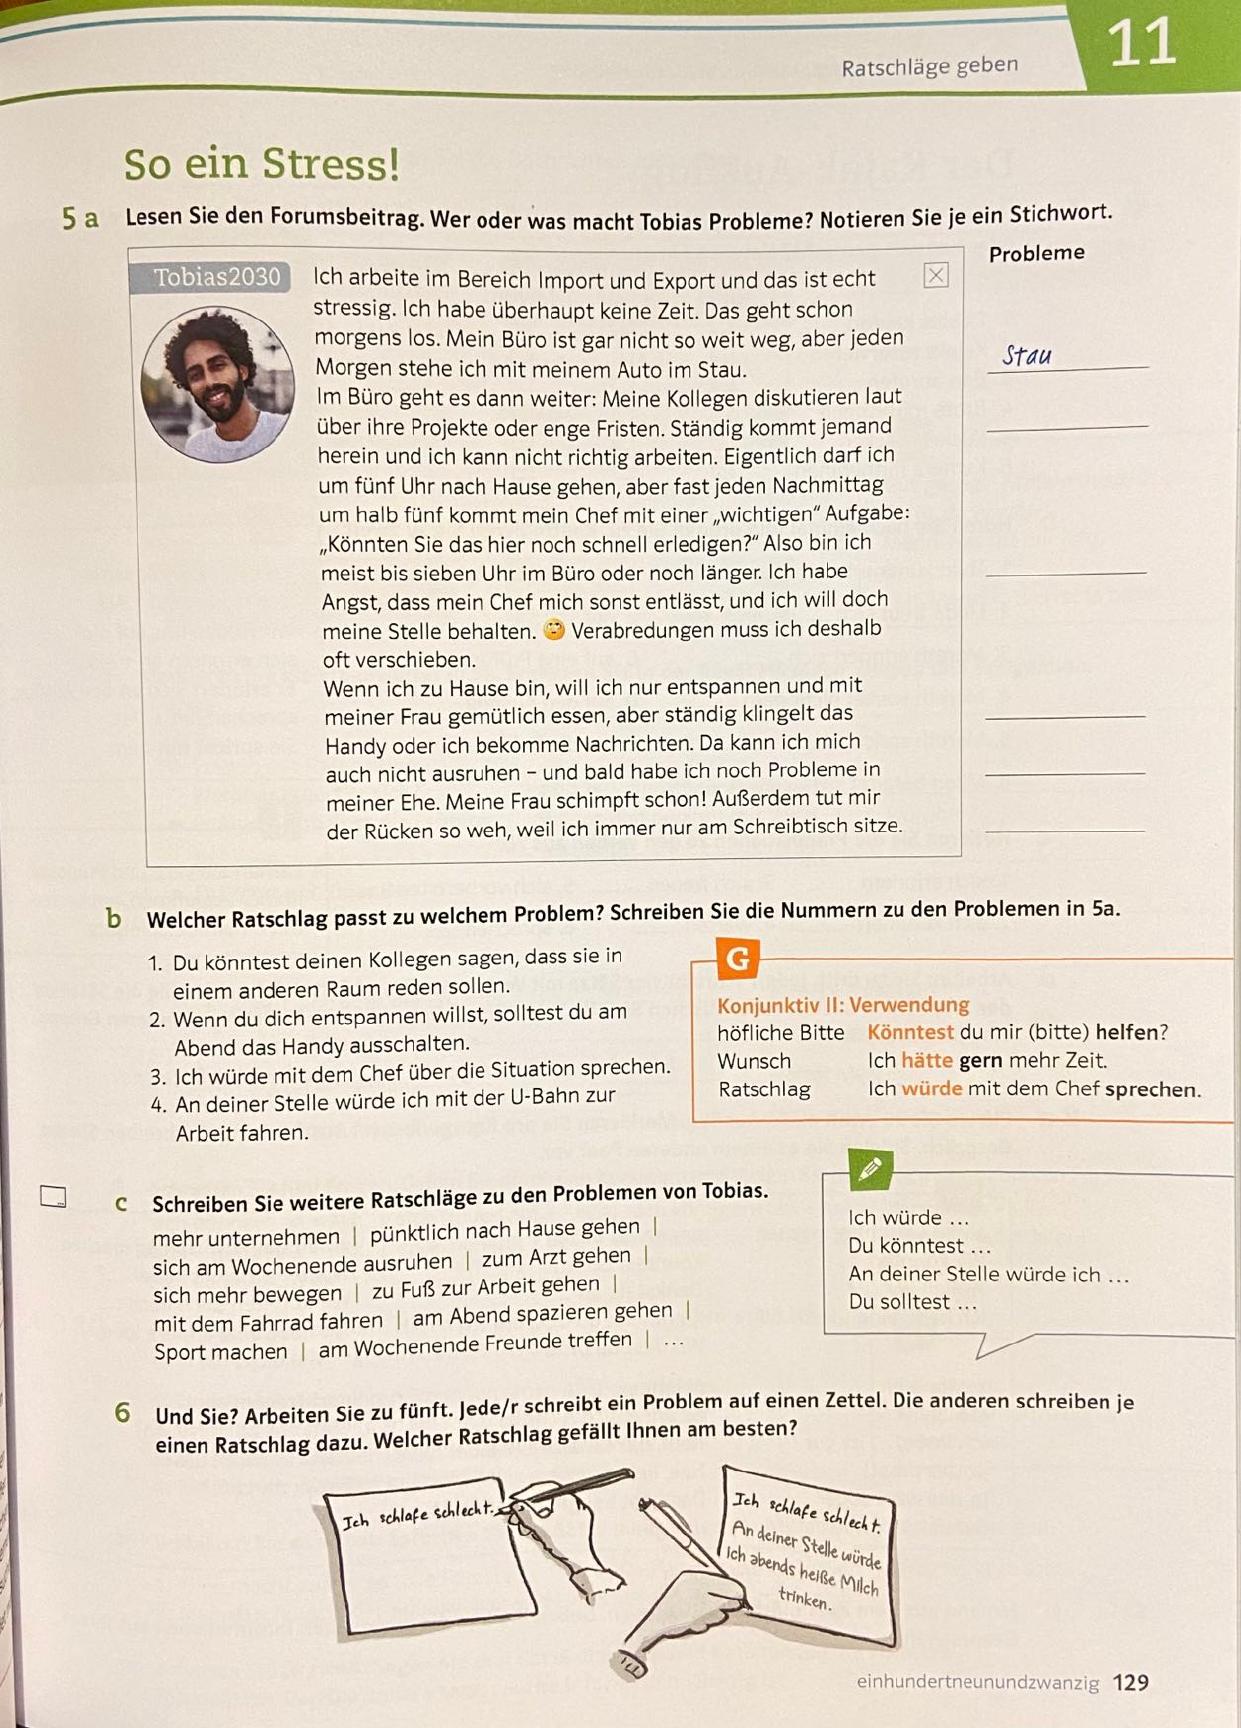 Ratschläge geben
11
So ein Stress!
5 a Lesen Sie den Forumsbeitrag. Wer oder was macht Tobias Probleme? Notieren Sie je ein Stichwort.
Probleme
Tobias2030
Ich arbeite im Bereich Import und Export und das ist echt
stressig. Ich habe überhaupt keine Zeit. Das geht schon
morgens los. Mein Büro ist gar nicht so weit weg, aber jeden
Morgen stehe ich mit meinem Auto im Stau.
Stau
Im Büro geht es dann weiter: Meine Kollegen diskutieren laut
über ihre Projekte oder enge Fristen. Ständig kommt jemand
herein und ich kann nicht richtig arbeiten. Eigentlich darf ich
um fünf Uhr nach Hause gehen, aber fast jeden Nachmittag
um halb fünf kommt mein Chef mit einer „wichtigen“ Aufgabe:
„Könnten Sie das hier noch schnell erledigen?“ Also bin ich
meist bis sieben Uhr im Büro oder noch länger. Ich habe
Angst, dass mein Chef mich sonst entlässt, und ich will doch
meine Stelle behalten. 🙄 Verabredungen muss ich deshalb
oft verschieben.
Wenn ich zu Hause bin, will ich nur entspannen und mit
meiner Frau gemütlich essen, aber ständig klingelt das
Handy oder ich bekomme Nachrichten. Da kann ich mich
auch nicht ausruhen – und bald habe ich noch Probleme in
meiner Ehe. Meine Frau schimpft schon! Außerdem tut mir
der Rücken so weh, weil ich immer nur am Schreibtisch sitze.
b Welcher Ratschlag passt zu welchem Problem? Schreiben Sie die Nummern zu den Problemen in 5a.
1. Du könntest deinen Kollegen sagen, dass sie in
einem anderen Raum reden sollen.
2. Wenn du dich entspannen willst, solltest du am
Abend das Handy ausschalten.
3. Ich würde mit dem Chef über die Situation sprechen.
4. An deiner Stelle würde ich mit der U-Bahn zur
Arbeit fahren.
G
Konjunktiv II: Verwendung
höfliche Bitte Könntest du mir (bitte) helfen?
Wunsch Ich hätte gern mehr Zeit.
Ratschlag Ich würde mit dem Chef sprechen.
c Schreiben Sie weitere Ratschläge zu den Problemen von Tobias.
mehr unternehmen | pünktlich nach Hause gehen |
sich am Wochenende ausruhen | zum Arzt gehen |
sich mehr bewegen | zu Fuß zur Arbeit gehen |
mit dem Fahrrad fahren | am Abend spazieren gehen |
Sport machen | am Wochenende Freunde treffen | ...
Ich würde ...
Du könntest ...
An deiner Stelle würde ich ...
Du solltest ...
6 Und Sie? Arbeiten Sie zu fünft. Jede/r schreibt ein Problem auf einen Zettel. Die anderen schreiben je
einen Ratschlag dazu. Welcher Ratschlag gefällt Ihnen am besten?
Ich schlafe schlecht.
Ich schlafe schlecht.
An deiner Stelle würde
ich abends heiße Milch
trinken.
einhundertneunundzwanzig 129